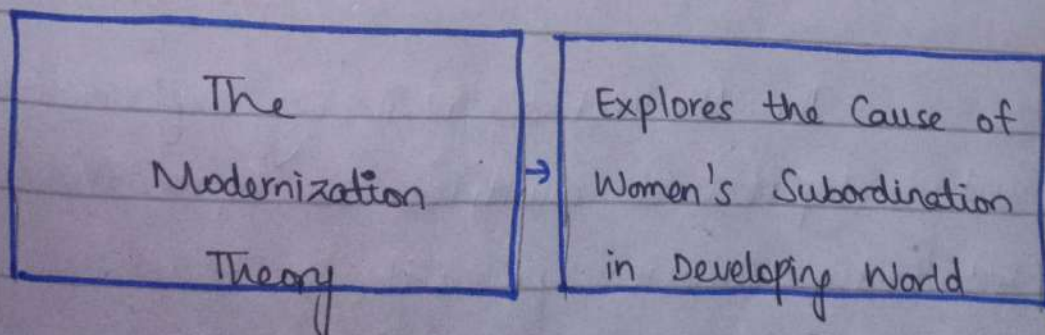 The
Modernization
Theory
→
Explores the Cause of
Women's Subordination
in Developing World